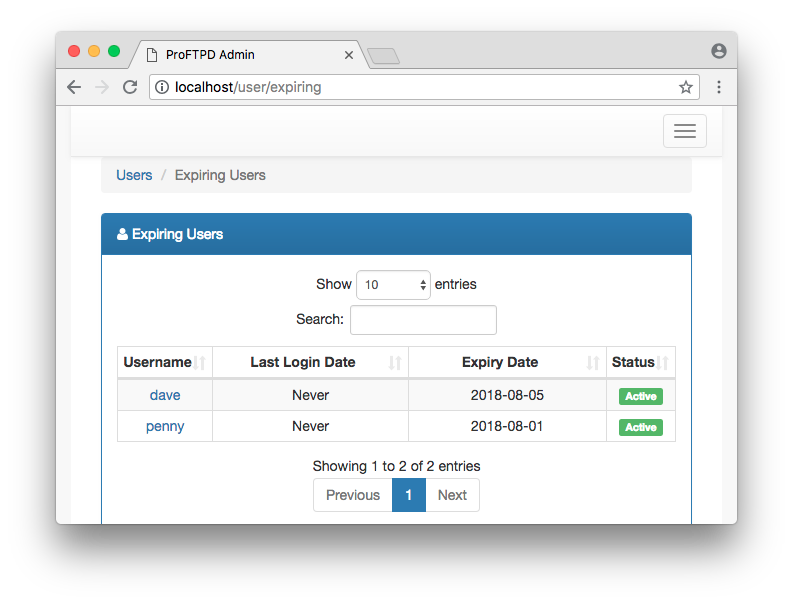 ProFTPD Admin
localhost/user/expiring
Users / Expiring Users
Expiring Users
Show 10 entries
Search:
Username Last Login Date Expiry Date Status
dave Never 2018-08-05 Active
penny Never 2018-08-01 Active
Showing 1 to 2 of 2 entries
Previous 1 Next